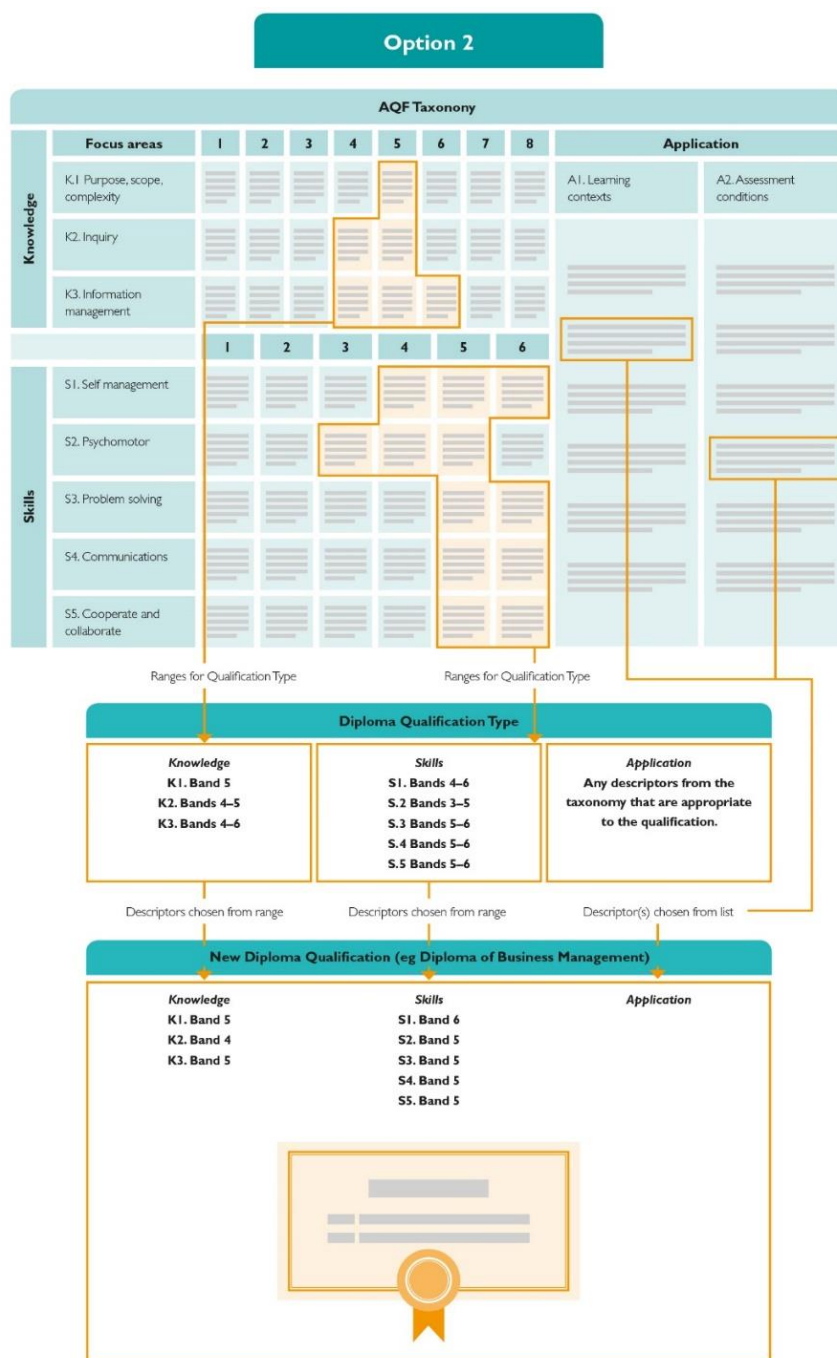 Option 2
AQF Taxonomy
Knowledge
Focus areas
1 2 3 4 5 6 7 8
Application
K.1 Purpose, scope,
complexity
A1. Learning
contexts
A2. Assessment
conditions
K2. Inquiry
K3. Information
management
1 2 3 4 5 6
Skills
S1. Self management
S2. Psychomotor
S3. Problem solving
S4. Communications
S5. Cooperate and
collaborate
Ranges for Qualification Type
Ranges for Qualification Type
Diploma Qualification Type
Knowledge
K1. Band 5
K2. Bands 4–5
K3. Bands 4–6
Skills
S1. Bands 4–6
S.2 Bands 3–5
S.3 Bands 5–6
S.4 Bands 5–6
S.5 Bands 5–6
Application
Any descriptors from the
taxonomy that are appropriate
to the qualification.
Descriptors chosen from range
Descriptors chosen from range
Descriptor(s) chosen from list
New Diploma Qualification (eg Diploma of Business Management)
Knowledge
K1. Band 5
K2. Band 4
K3. Band 5
Skills
S1. Band 6
S2. Band 5
S3. Band 5
S4. Band 5
S5. Band 5
Application